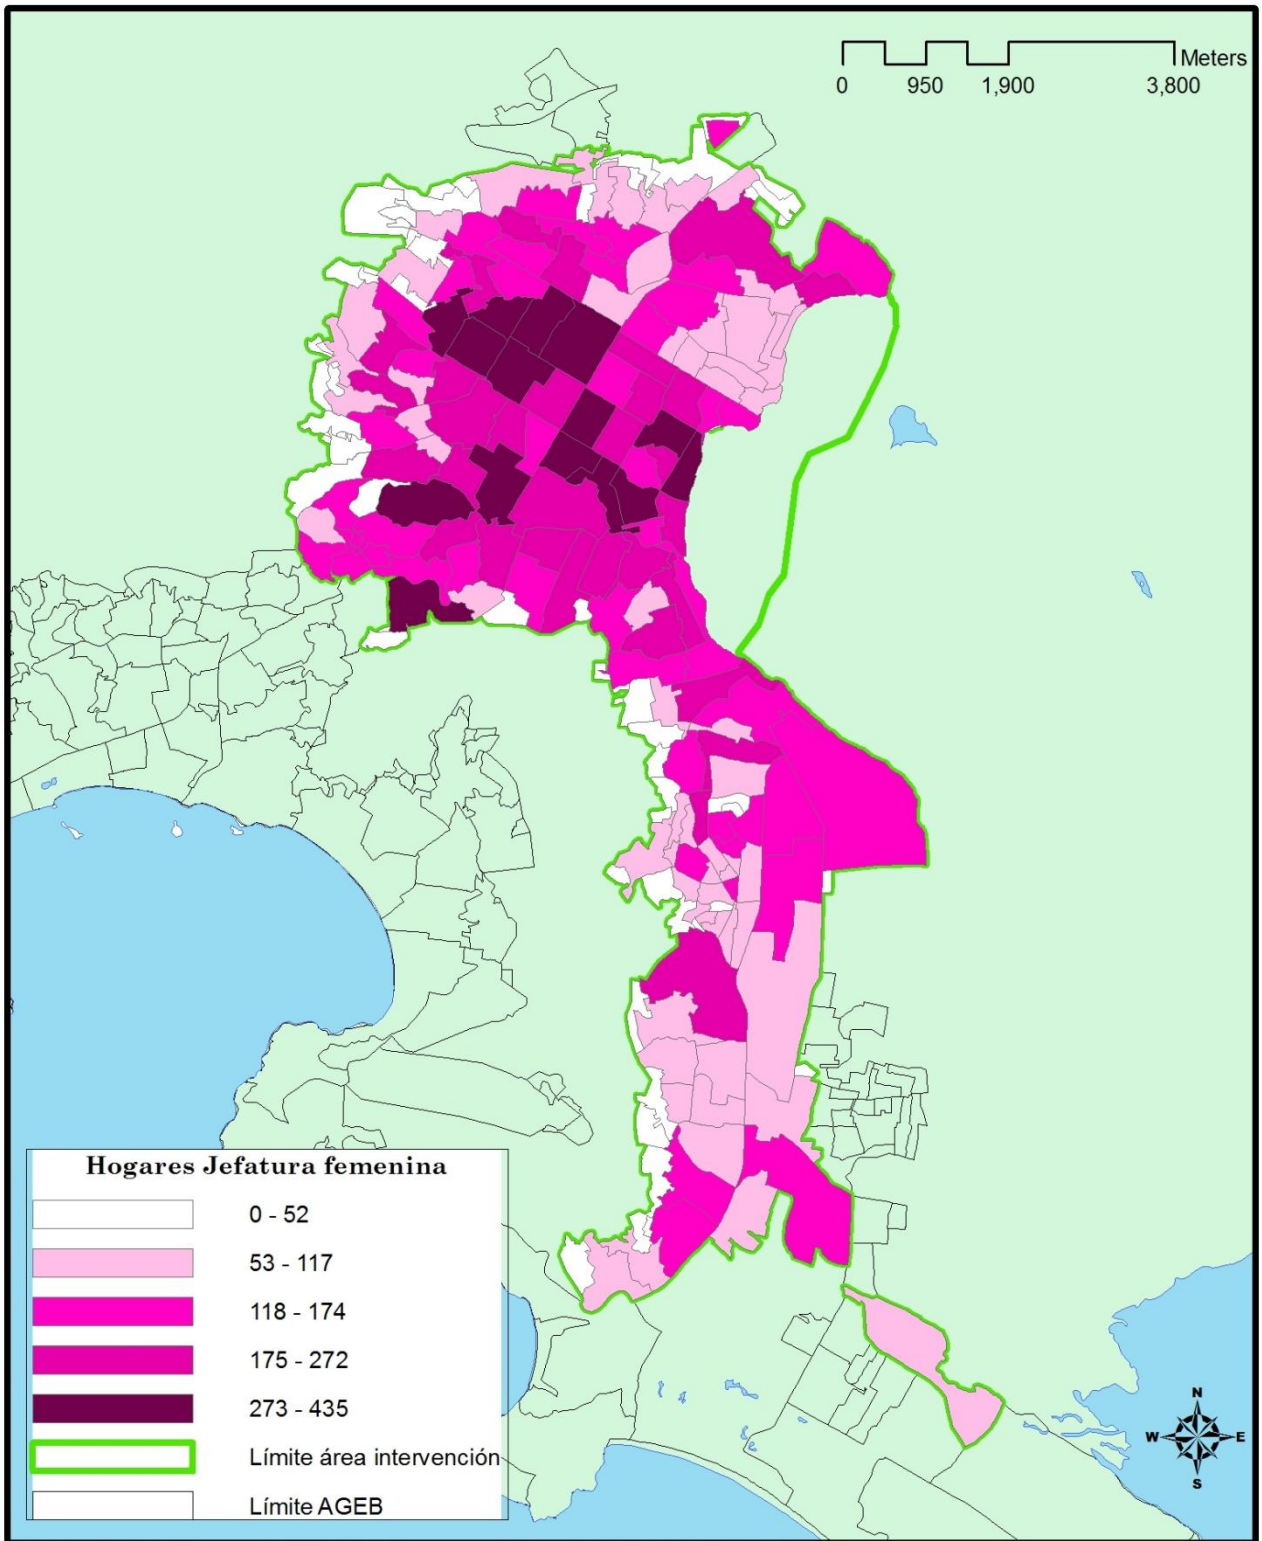 Meters
0 950 1,900 3,800
Hogares Jefatura femenina
0 - 52
53 - 117
118 - 174
175 - 272
273 - 435
Límite área intervención
Límite AGEB
N
W E
S